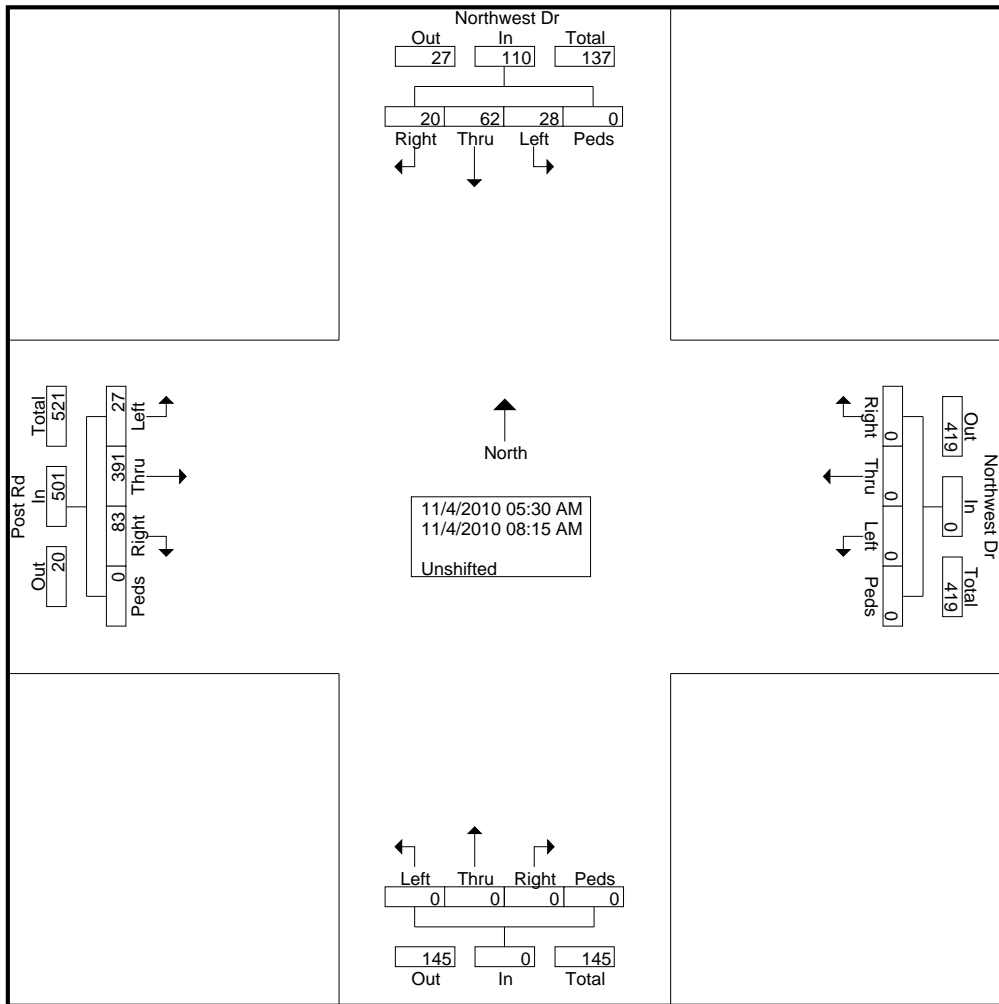 Northwest Dr
Out In Total
27 110 137
20 62 28 0
Right Thru Left Peds
Post Rd
Out In Total
20 501 521
27 391 83 0
Left Thru Right Peds
North
11/4/2010 05:30 AM
11/4/2010 08:15 AM
Unshifted
Northwest Dr
Out In Total
419 0 419
0 0 0 0
Right Thru Left Peds
Left Thru Right Peds
0 0 0 0
145 0 145
Out In Total